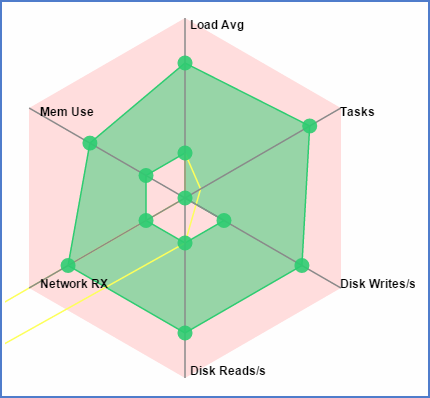 Load Avg
Mem Use
Tasks
Network RX
Disk Writes/s
Disk Reads/s